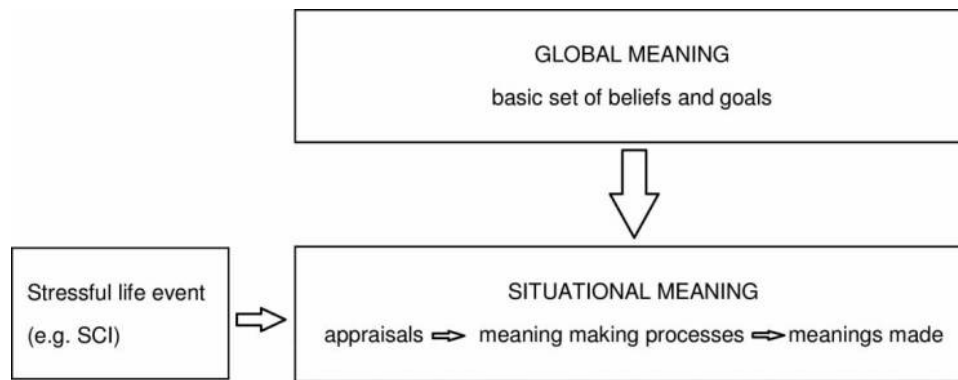 GLOBAL MEANING
basic set of beliefs and goals
Stressful life event
(e.g. SCI)
SITUATIONAL MEANING
appraisals ⇨ meaning making processes ⇨ meanings made